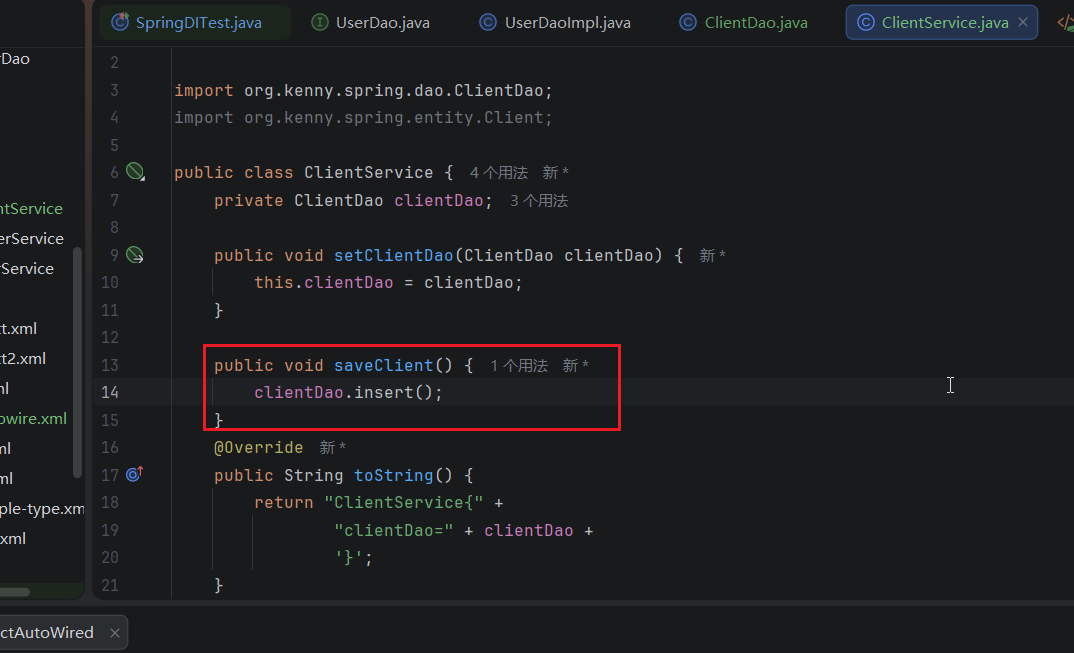 SpringDITest.java UserDao.java UserDaoImpl.java ClientDao.java ClientService.java
rDao
ntService
erService
rService
xt.xml
xt2.xml
ml
owire.xml
ml
ml
ple-type.xm
xml
2
3 import org.kenny.spring.dao.ClientDao;
4 import org.kenny.spring.entity.Client;
5
6 public class ClientService { 4个用法 新 *
7 private ClientDao clientDao; 3个用法
8
9 public void setClientDao(ClientDao clientDao) { 新 *
10 this.clientDao = clientDao;
11 }
12
13 public void saveClient() { 1个用法 新 *
14 clientDao.insert();
15 }
16 @Override 新 *
17 public String toString() {
18 return "ClientService{" +
19 "clientDao=" + clientDao +
20 '}';
21 }
ctAutoWired